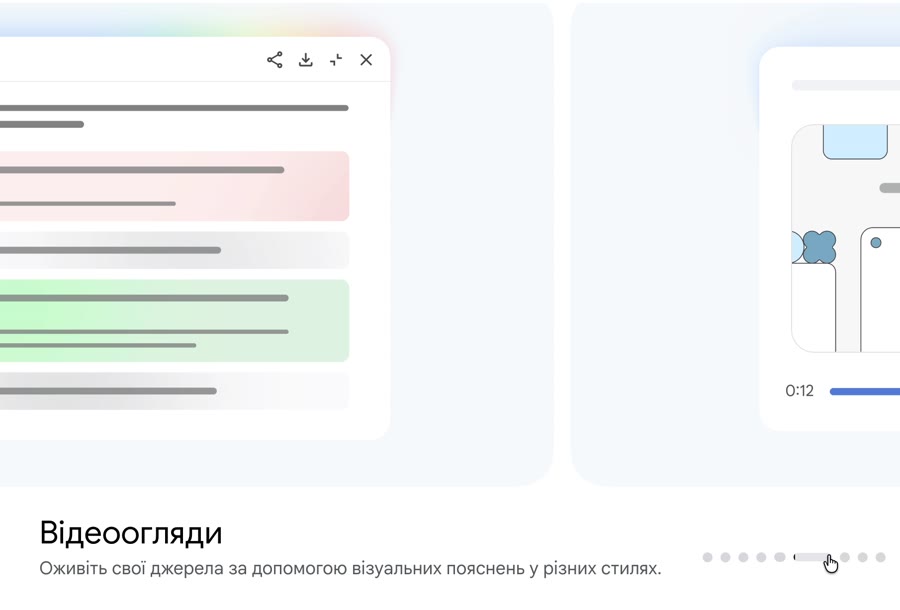 0:12
Відеоогляди
Оживіть свої джерела за допомогою візуальних пояснень у різних стилях.